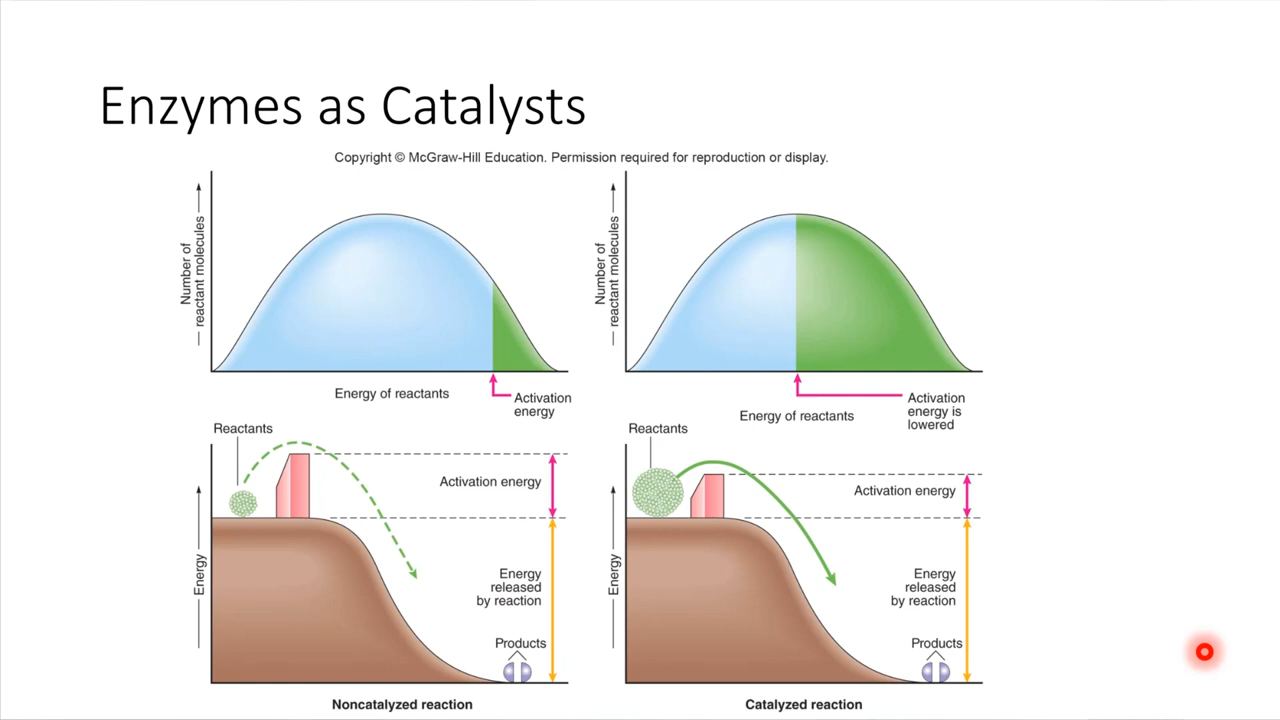 Enzymes as Catalysts
Copyright © McGraw-Hill Education. Permission required for reproduction or display.
Number of
reactant molecules
Energy of reactants
Activation
energy
Number of
reactant molecules
Energy of reactants
Activation
energy is
lowered
Reactants
Activation energy
Energy
Energy
released
by reaction
Products
Noncatalyzed reaction
Reactants
Activation energy
Energy
Energy
released
by reaction
Products
Catalyzed reaction